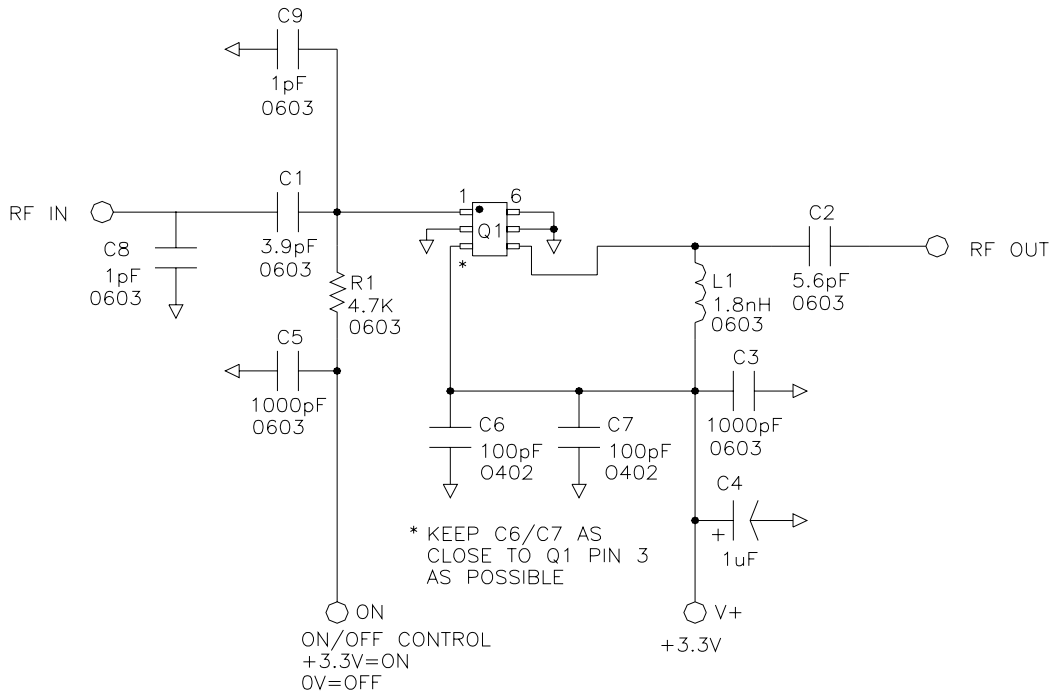 C9
1pF
0603
C1
3.9pF
0603
RF IN
C8
1pF
0603
R1
4.7K
0603
C5
1000pF
0603
1 6
Q1
*
C2
5.6pF
0603
RF OUT
L1
1.8nH
0603
C3
1000pF
0603
C6
100pF
0402
C7
100pF
0402
C4
+
1uF
* KEEP C6/C7 AS
CLOSE TO Q1 PIN 3
AS POSSIBLE
ON
ON/OFF CONTROL
+3.3V=ON
0V=OFF
V+
+3.3V